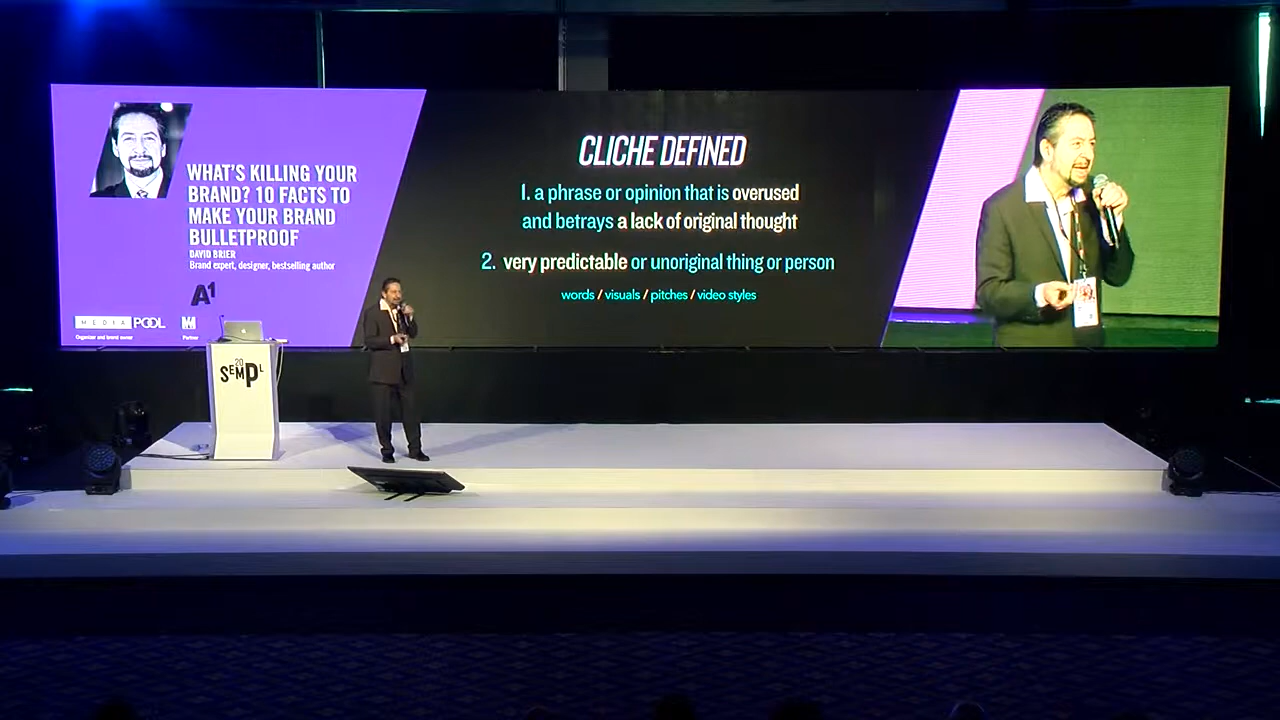 WHAT'S KILLING YOUR
BRAND? 10 FACTS TO
MAKE YOUR BRAND
BULLETPROOF
DAVID BRIER
Brand expert, designer, bestselling author
A1
MEDIA POOL
Organizer and brand owner
Partner
CLICHE DEFINED
1. a phrase or opinion that is overused
and betrays a lack of original thought
2. very predictable or unoriginal thing or person
words / visuals / pitches / video styles
20
SEMPL